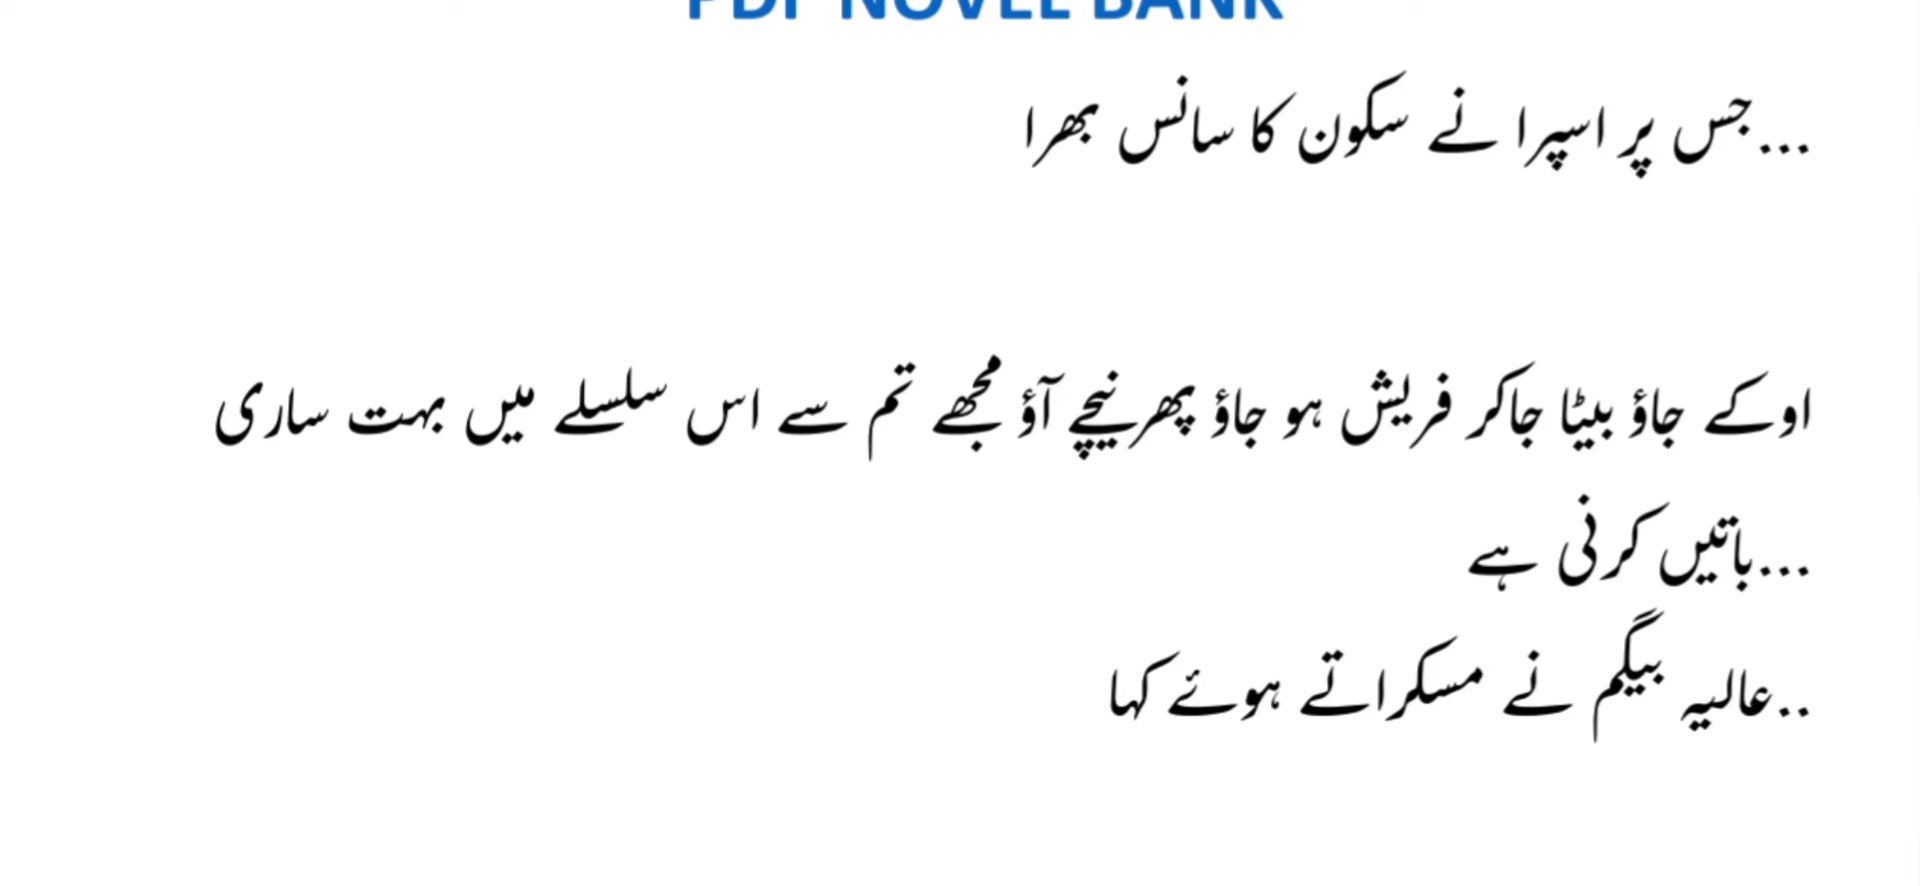 PDF NOVEL BANK
...جس پر اسپرا نے سکون کا سانس بھرا
اوکے جاؤ بیٹا جاکر فریش ہو جاؤ پھر نیچے آؤ مجھے تم سے اس سلسلے میں بہت ساری
...باتیں کرنی ہے
..عالیہ بیگم نے مسکراتے ہوئے کہا